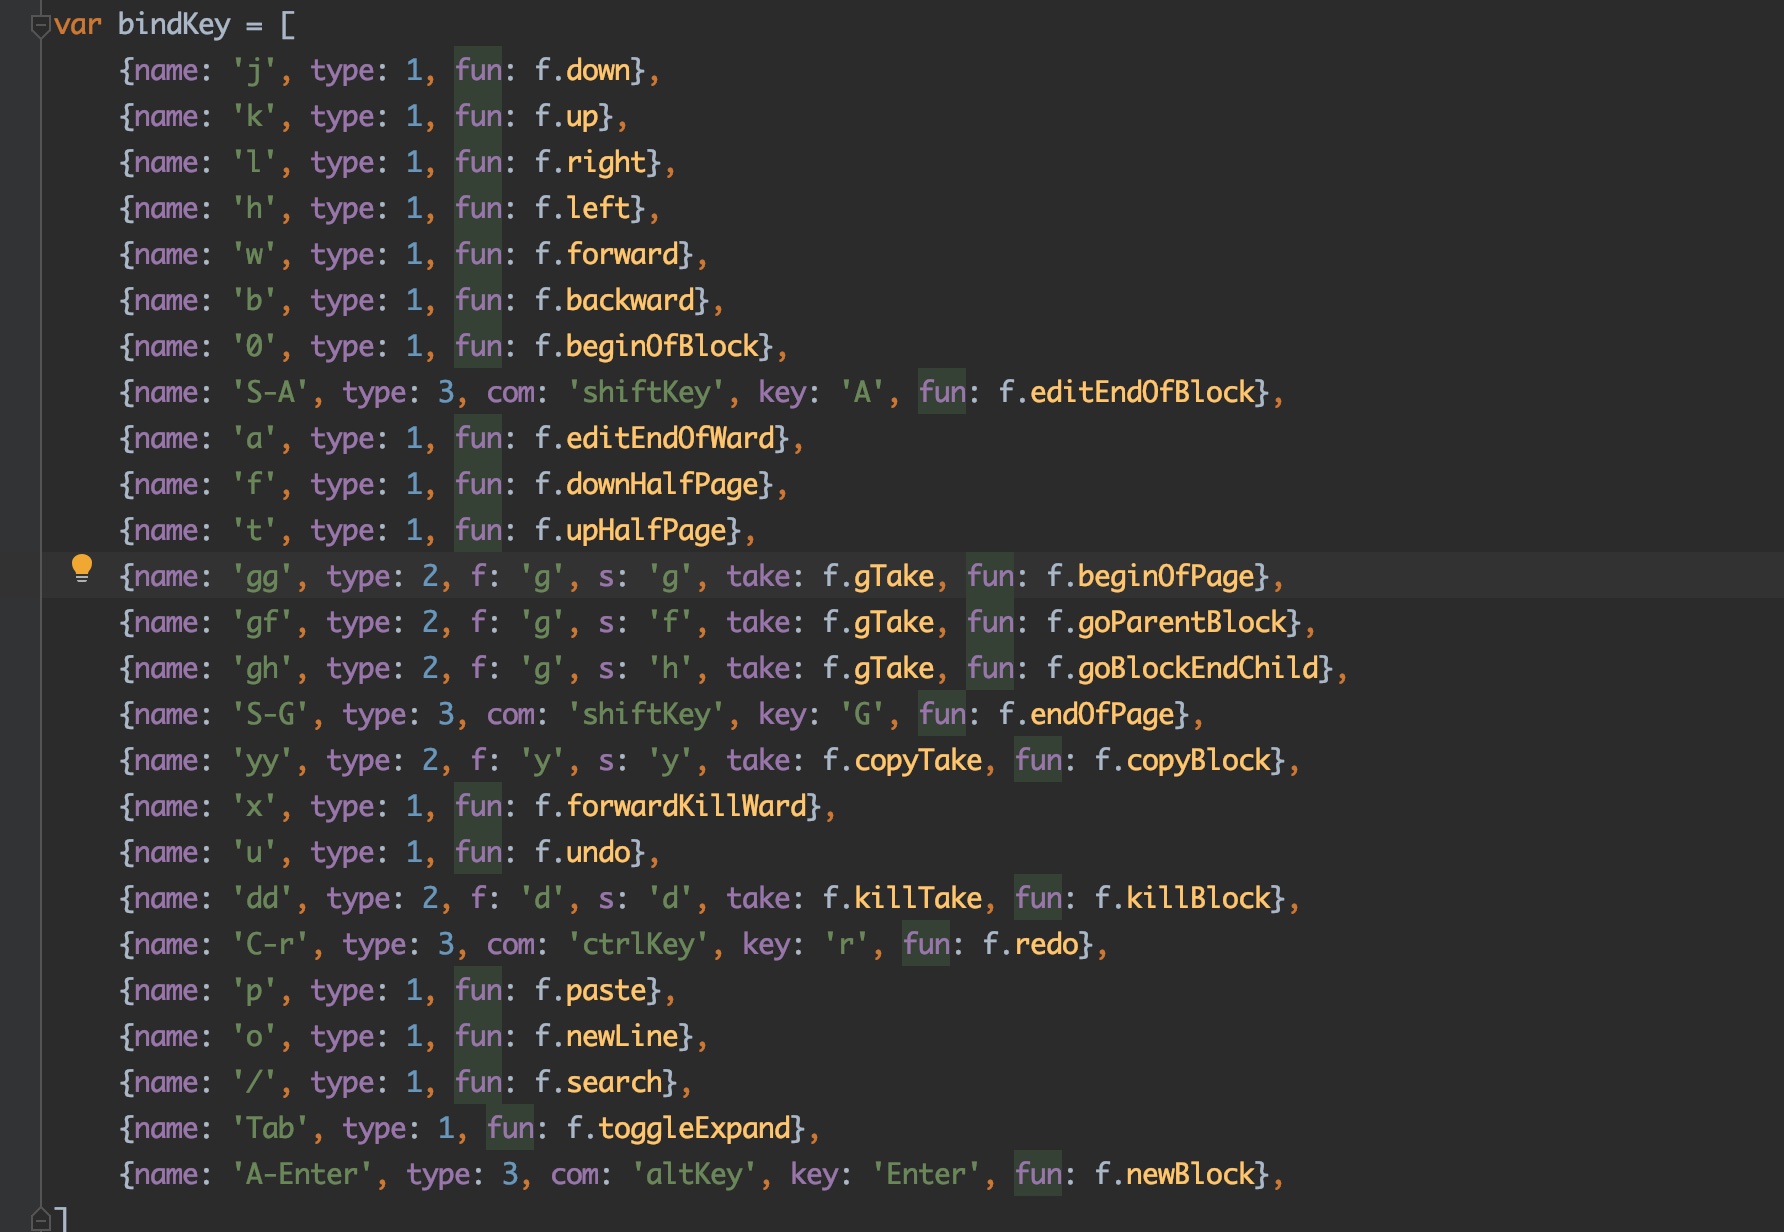 var bindKey = [
{name: 'j', type: 1, fun: f.down},
{name: 'k', type: 1, fun: f.up},
{name: 'l', type: 1, fun: f.right},
{name: 'h', type: 1, fun: f.left},
{name: 'w', type: 1, fun: f.forward},
{name: 'b', type: 1, fun: f.backward},
{name: '0', type: 1, fun: f.beginOfBlock},
{name: 'S-A', type: 3, com: 'shiftKey', key: 'A', fun: f.editEndOfBlock},
{name: 'a', type: 1, fun: f.editEndOfWard},
{name: 'f', type: 1, fun: f.downHalfPage},
{name: 't', type: 1, fun: f.upHalfPage},
{name: 'gg', type: 2, f: 'g', s: 'g', take: f.gTake, fun: f.beginOfPage},
{name: 'gf', type: 2, f: 'g', s: 'f', take: f.gTake, fun: f.goParentBlock},
{name: 'gh', type: 2, f: 'g', s: 'h', take: f.gTake, fun: f.goBlockEndChild},
{name: 'S-G', type: 3, com: 'shiftKey', key: 'G', fun: f.endOfPage},
{name: 'yy', type: 2, f: 'y', s: 'y', take: f.copyTake, fun: f.copyBlock},
{name: 'x', type: 1, fun: f.forwardKillWard},
{name: 'u', type: 1, fun: f.undo},
{name: 'dd', type: 2, f: 'd', s: 'd', take: f.killTake, fun: f.killBlock},
{name: 'C-r', type: 3, com: 'ctrlKey', key: 'r', fun: f.redo},
{name: 'p', type: 1, fun: f.paste},
{name: 'o', type: 1, fun: f.newLine},
{name: '/', type: 1, fun: f.search},
{name: 'Tab', type: 1, fun: f.toggleExpand},
{name: 'A-Enter', type: 3, com: 'altKey', key: 'Enter', fun: f.newBlock},
]